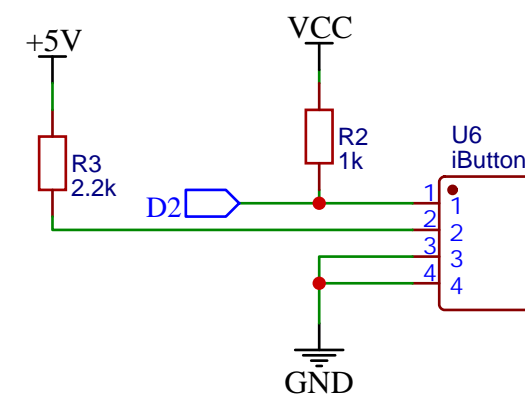 VCC
+5V
R2
1k
U6
iButton
R3
2.2k
D2
1 1
2 2
3 3
4 4
GND